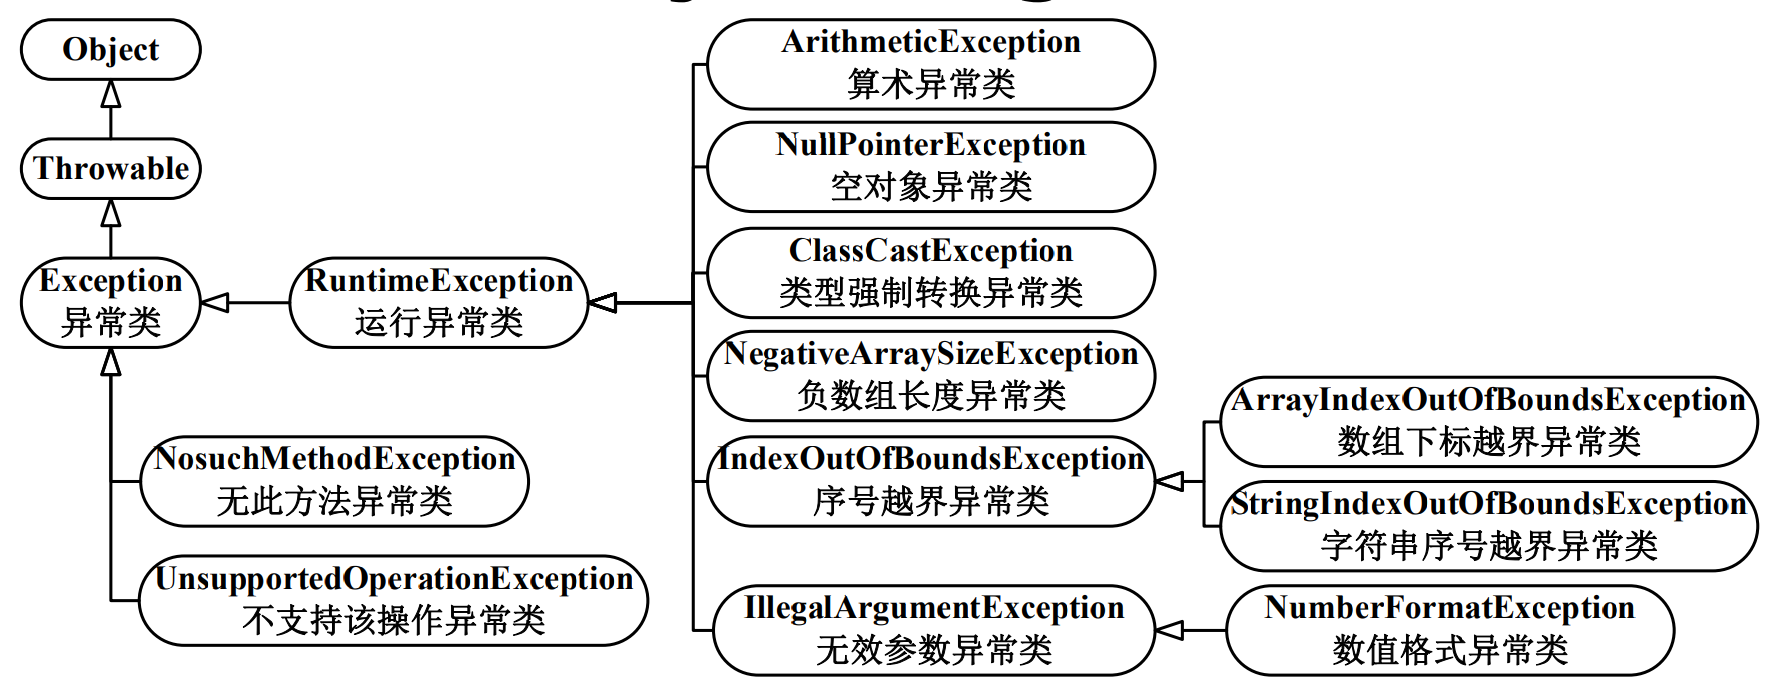 Object
Throwable
Exception
异常类
RuntimeException
运行异常类
NosuchMethodException
无此方法异常类
UnsupportedOperationException
不支持该操作异常类
ArithmeticException
算术异常类
NullPointerException
空对象异常类
ClassCastException
类型强制转换异常类
NegativeArraySizeException
负数组长度异常类
IndexOutOfBoundsException
序号越界异常类
IllegalArgumentException
无效参数异常类
ArrayIndexOutOfBoundsException
数组下标越界异常类
StringIndexOutOfBoundsException
字符串序号越界异常类
NumberFormatException
数值格式异常类